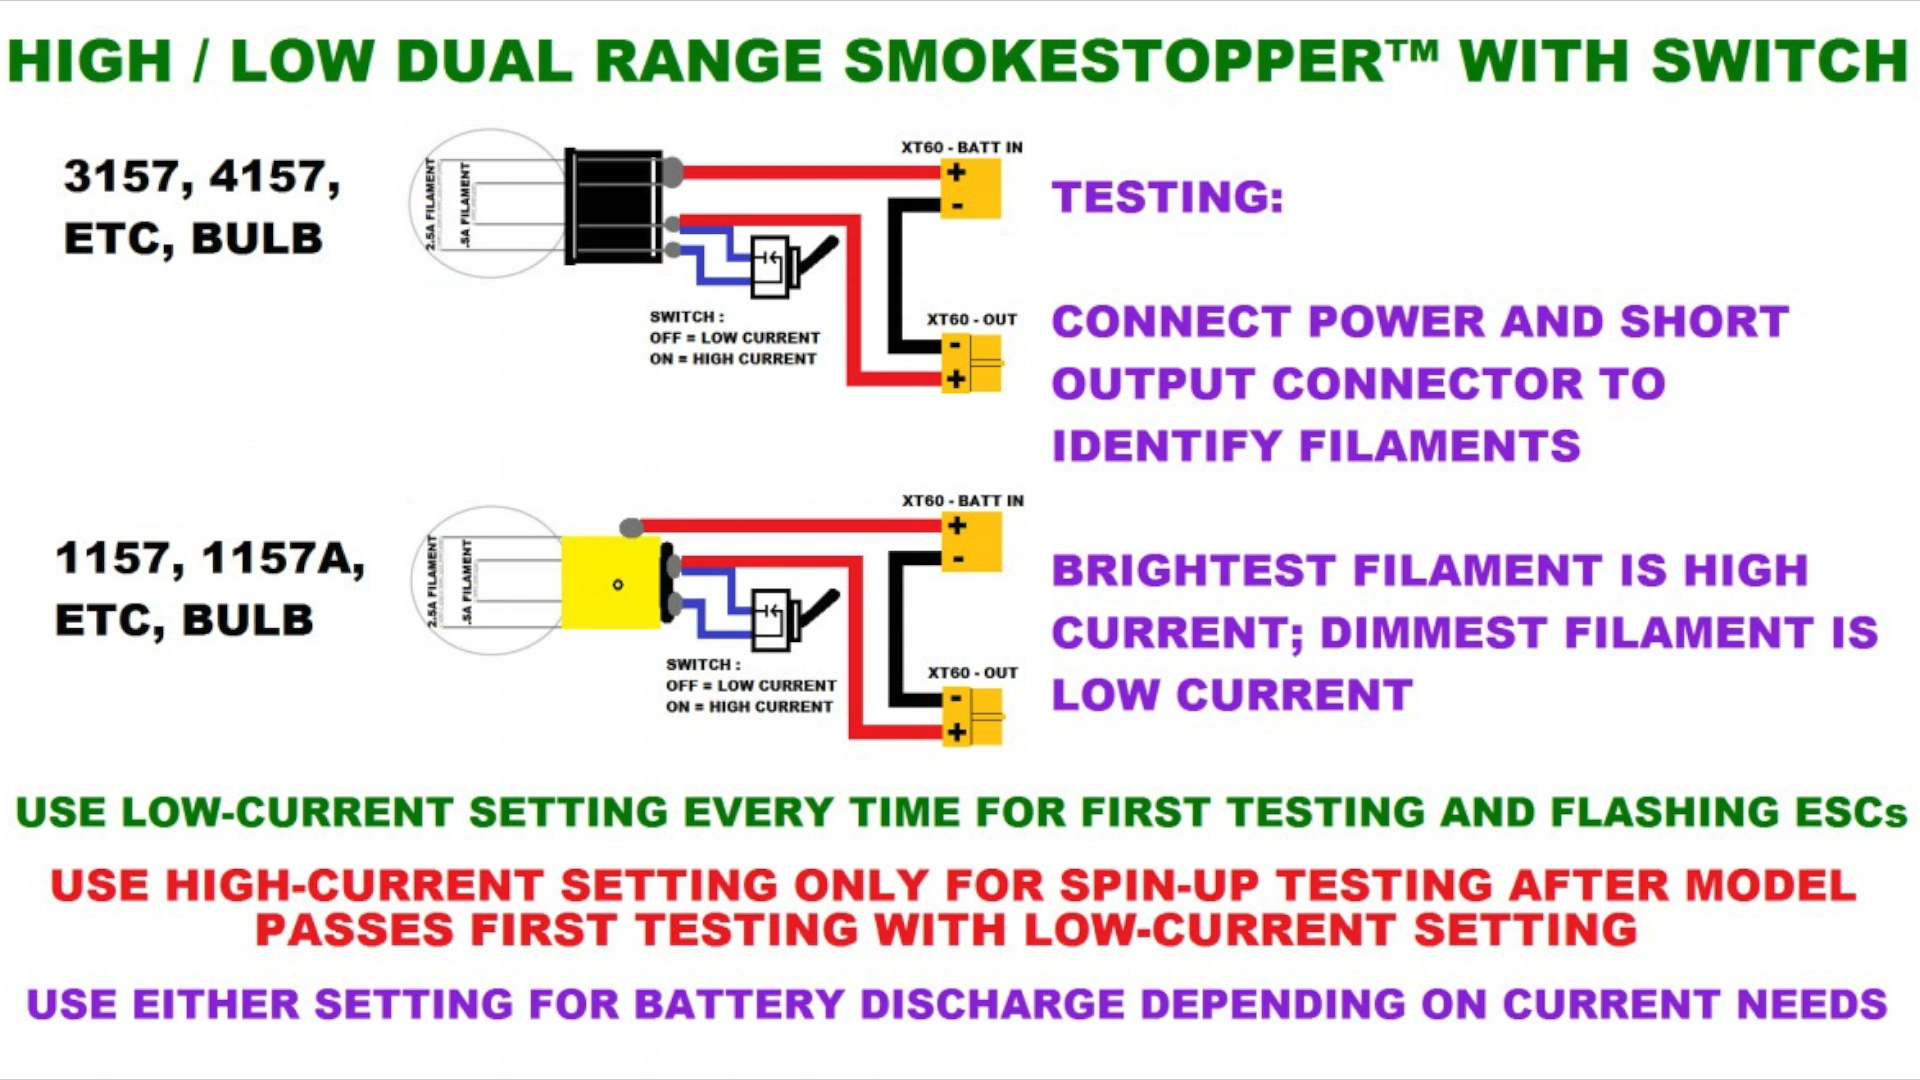 HIGH / LOW DUAL RANGE SMOKESTOPPER™ WITH SWITCH
3157, 4157,
ETC, BULB
2.5A FILAMENT
.5A FILAMENT
XT60 - BATT IN
+
-
SWITCH :
OFF = LOW CURRENT
ON = HIGH CURRENT
XT60 - OUT
-
+
TESTING:
CONNECT POWER AND SHORT
OUTPUT CONNECTOR TO
IDENTIFY FILAMENTS
1157, 1157A,
ETC, BULB
2.5A FILAMENT
.5A FILAMENT
XT60 - BATT IN
+
-
SWITCH :
OFF = LOW CURRENT
ON = HIGH CURRENT
XT60 - OUT
-
+
BRIGHTEST FILAMENT IS HIGH
CURRENT; DIMMEST FILAMENT IS
LOW CURRENT
USE LOW-CURRENT SETTING EVERY TIME FOR FIRST TESTING AND FLASHING ESCs
USE HIGH-CURRENT SETTING ONLY FOR SPIN-UP TESTING AFTER MODEL
PASSES FIRST TESTING WITH LOW-CURRENT SETTING
USE EITHER SETTING FOR BATTERY DISCHARGE DEPENDING ON CURRENT NEEDS